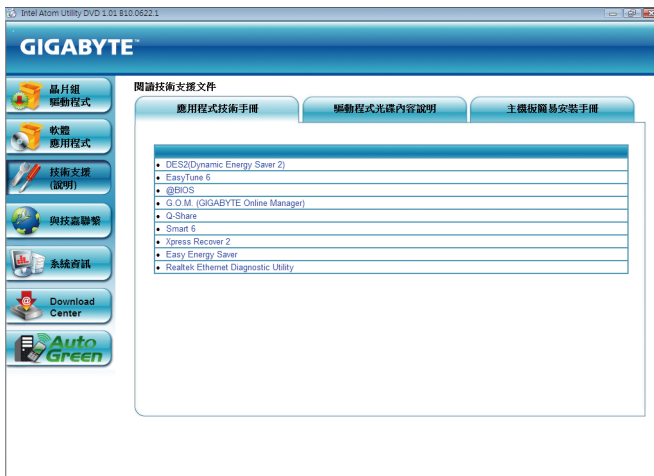 Intel Atom Utility DVD 1.01 B10.0622.1
GIGABYTE™
晶片組
驅動程式
軟體
應用程式
技術支援
(說明)
與技嘉聯繫
系統資訊
Download
Center
Auto
Green
閱讀技術支援文件
應用程式技術手冊
驅動程式光碟內容說明
主機板簡易安裝手冊
DES2(Dynamic Energy Saver 2)
EasyTune 6
@BIOS
G.O.M. (GIGABYTE Online Manager)
Q-Share
Smart 6
Xpress Recover 2
Easy Energy Saver
Realtek Ethernet Diagnostic Utility